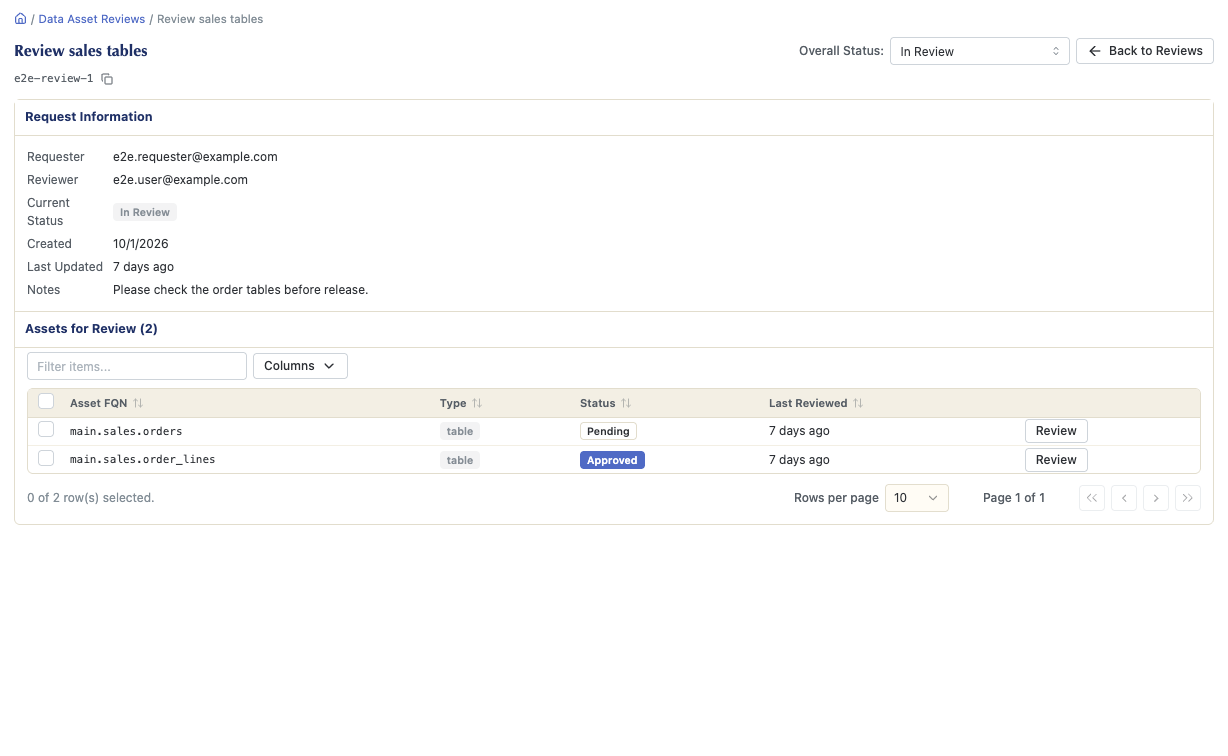 / Data Asset Reviews / Review sales tables
Review sales tables
Overall Status: In Review Back to Reviews
e2e-review-1
Request Information
Requester e2e.requester@example.com
Reviewer e2e.user@example.com
Current Status In Review
Created 10/1/2026
Last Updated 7 days ago
Notes Please check the order tables before release.
Assets for Review (2)
Filter items... Columns
Asset FQN Type Status Last Reviewed
main.sales.orders table Pending 7 days ago Review
main.sales.order_lines table Approved 7 days ago Review
0 of 2 row(s) selected. Rows per page 10 Page 1 of 1